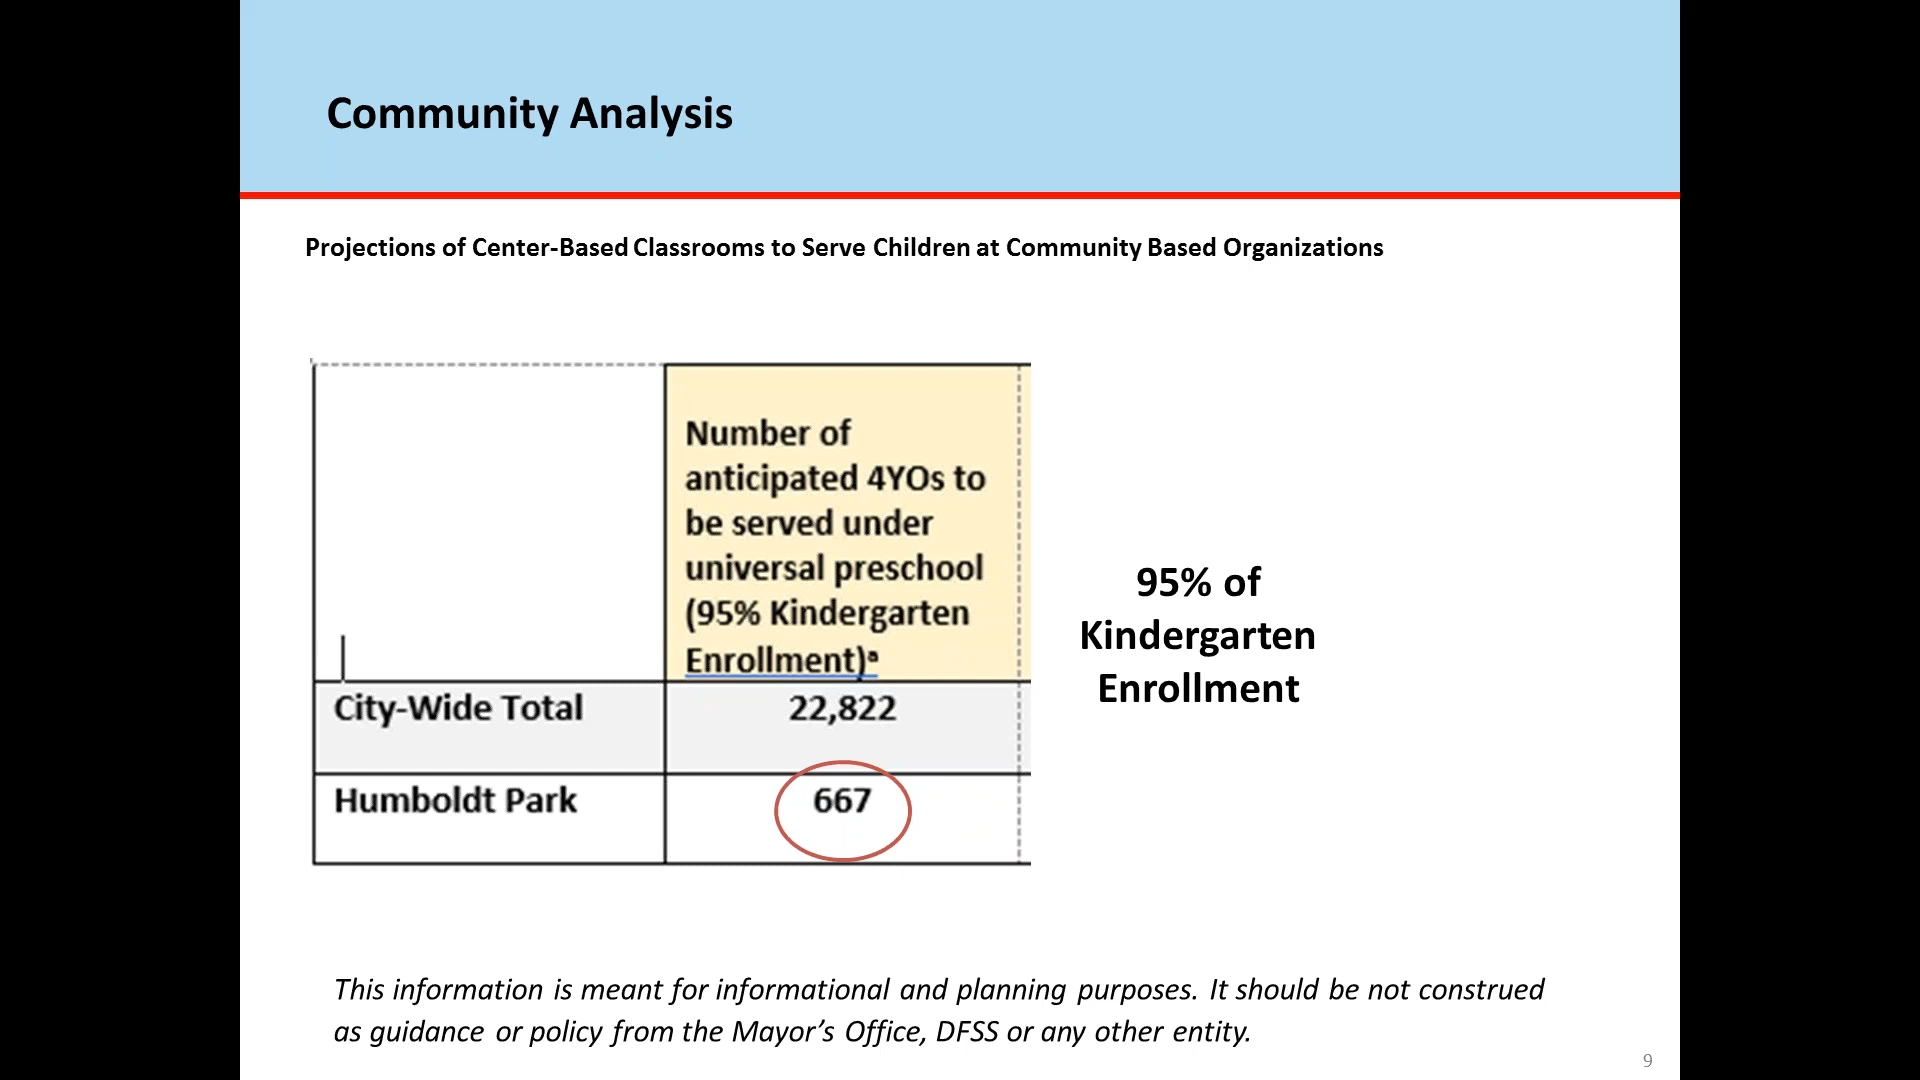 Community Analysis
Projections of Center-Based Classrooms to Serve Children at Community Based Organizations
Number of
anticipated 4YOs to
be served under
universal preschool
(95% Kindergarten
Enrollment)ᵃ
City-Wide Total 22,822
Humboldt Park 667
95% of
Kindergarten
Enrollment
This information is meant for informational and planning purposes. It should be not construed
as guidance or policy from the Mayor’s Office, DFSS or any other entity.
9